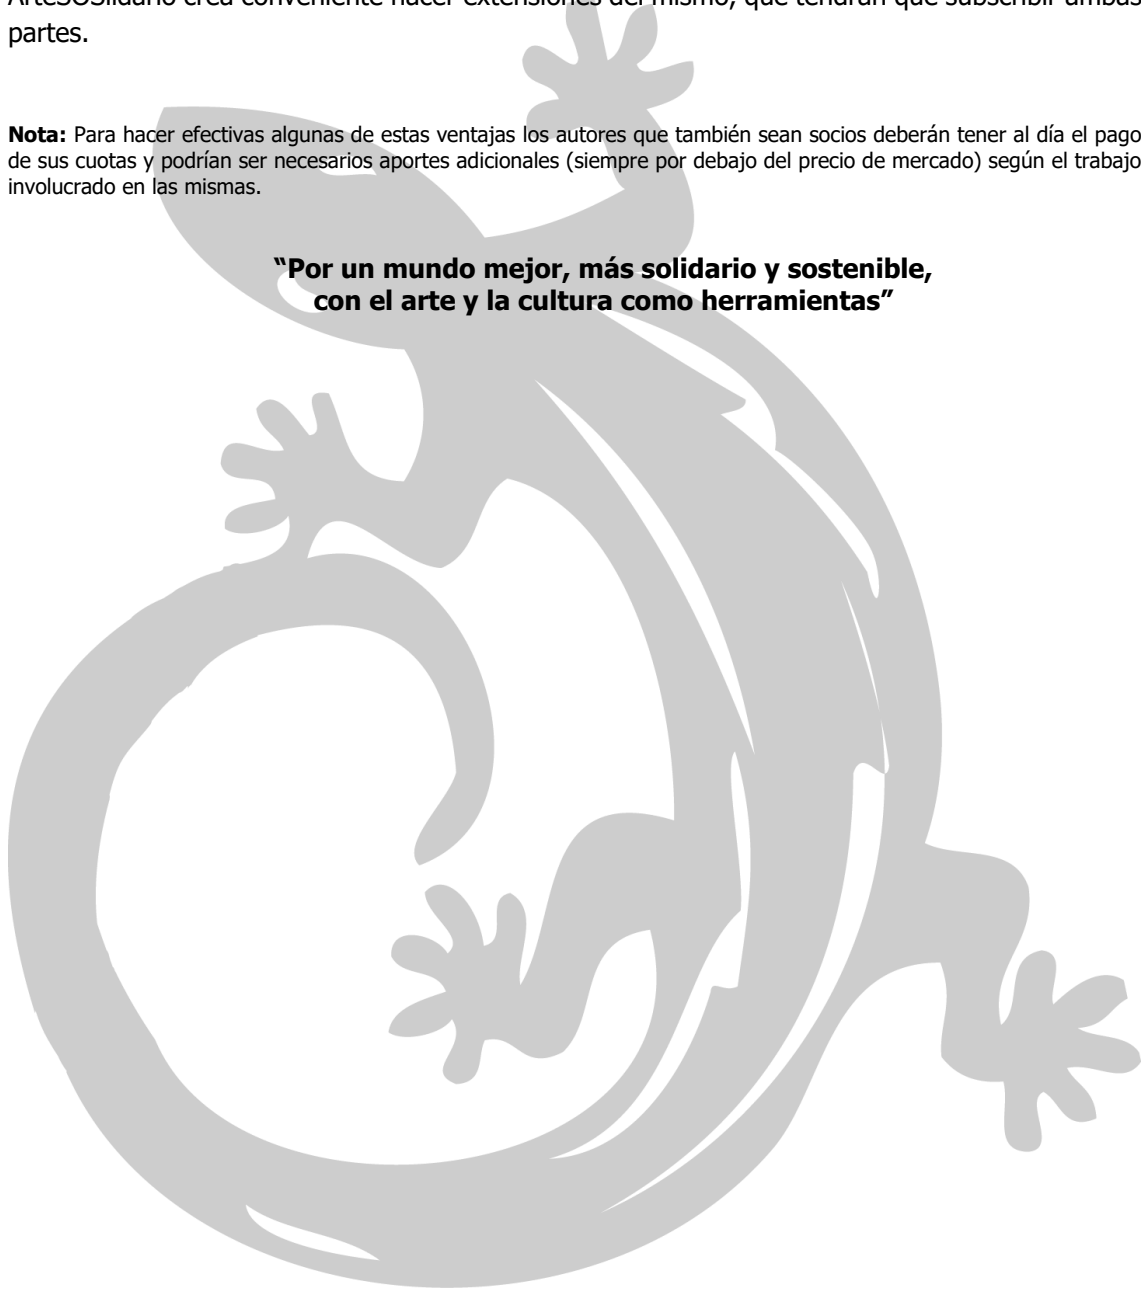 ArteSOSlidario crea conveniente hacer extensiones del mismo, que tendrán que subscribir ambas
partes.
Nota: Para hacer efectivas algunas de estas ventajas los autores que también sean socios deberán tener al día el pago
de sus cuotas y podrían ser necesarios aportes adicionales (siempre por debajo del precio de mercado) según el trabajo
involucrado en las mismas.
“Por un mundo mejor, más solidario y sostenible,
con el arte y la cultura como herramientas”